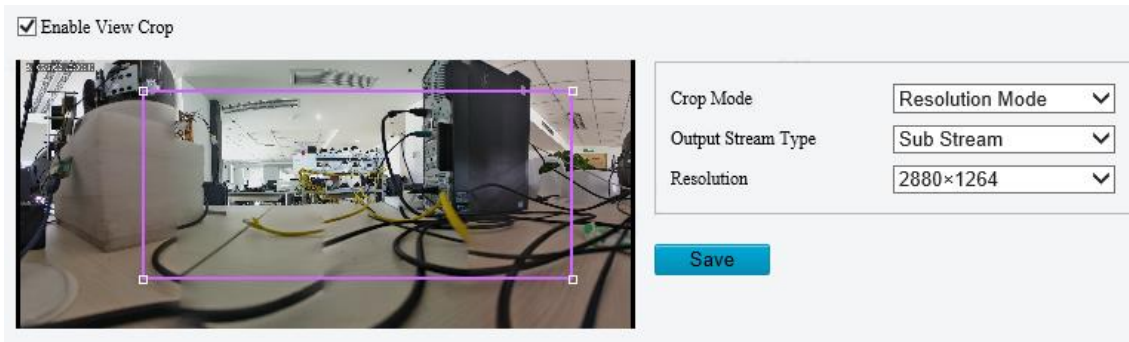 Enable View Crop
Crop Mode
Resolution Mode
Output Stream Type
Sub Stream
Resolution
2880×1264
Save